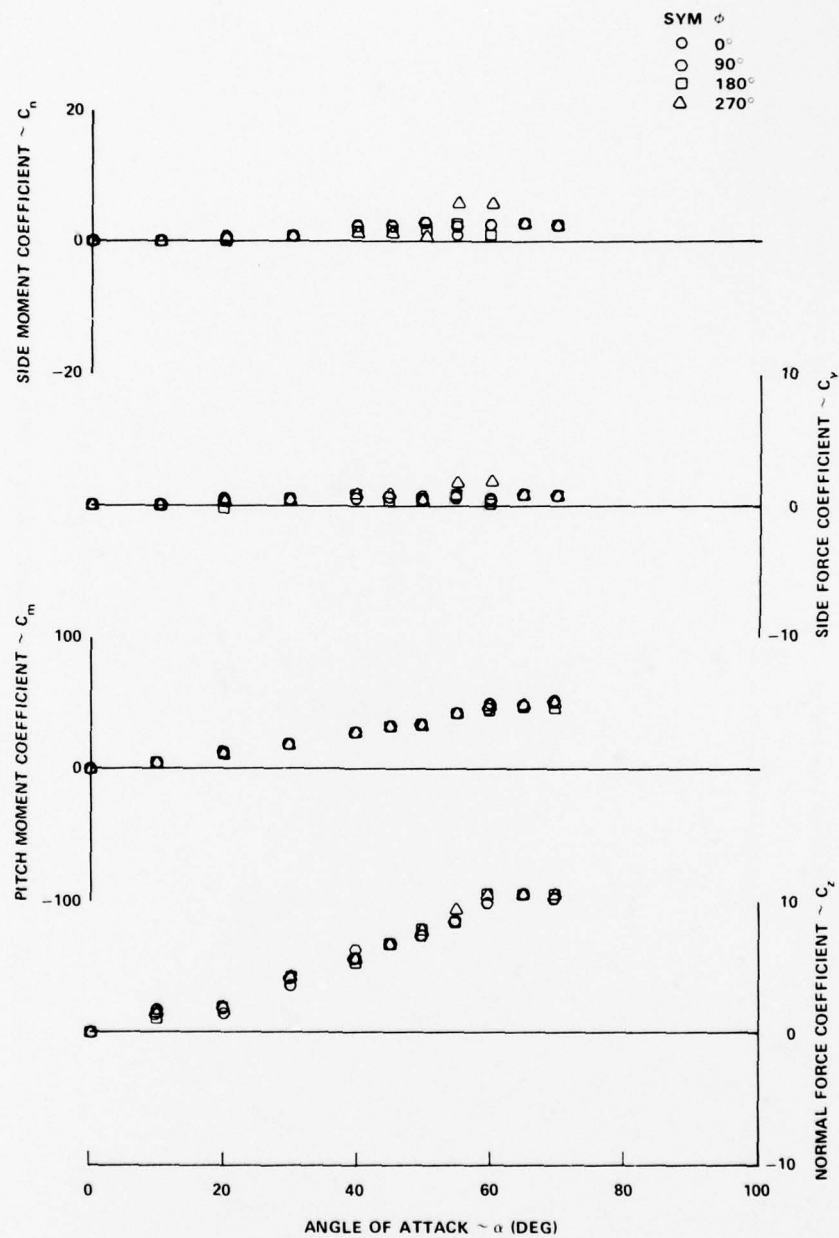 SYM ϕ
0°
90°
180°
270°
SIDE MOMENT COEFFICIENT ~ Cn
20
0
-20
10
0
-10
SIDE FORCE COEFFICIENT ~ Cy
PITCH MOMENT COEFFICIENT ~ Cm
100
0
-100
10
0
-10
NORMAL FORCE COEFFICIENT ~ Cz
0 20 40 60 80 100
ANGLE OF ATTACK ~ α (DEG)